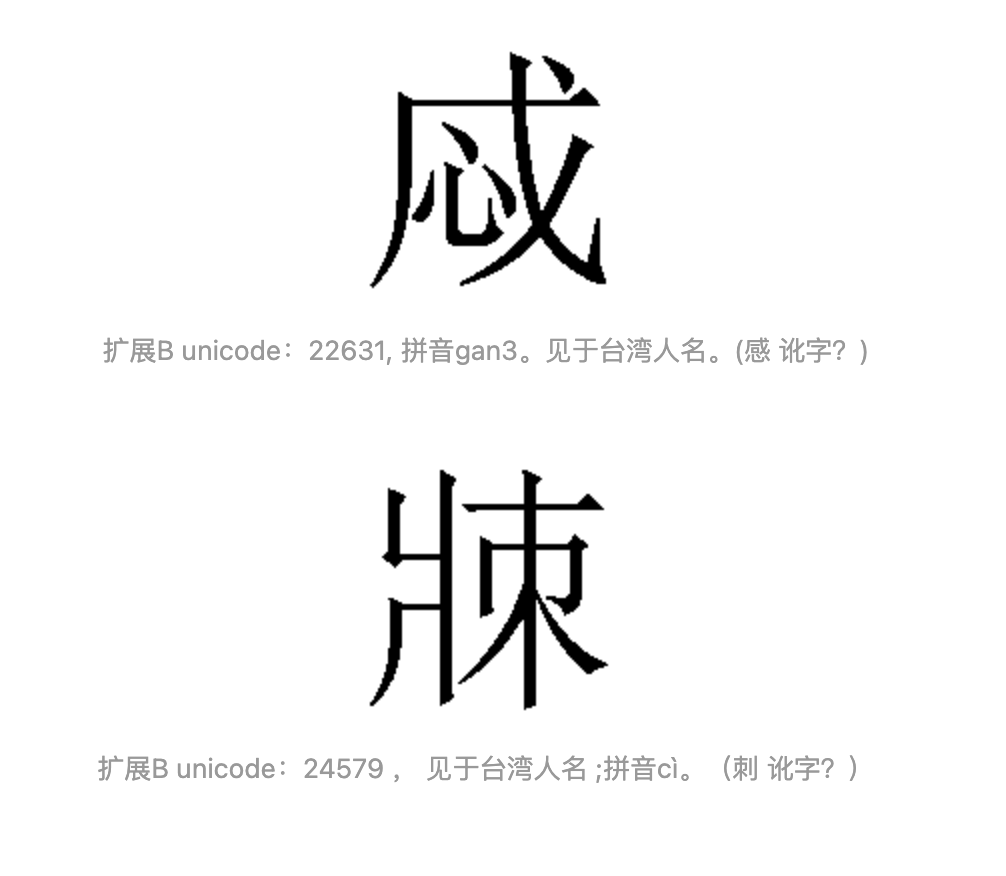 𢘱
扩展B unicode：22631, 拼音gan3。见于台湾人名。(感 讹字？)
𤕹
扩展B unicode：24579 ， 见于台湾人名 ;拼音cì。（刺 讹字？）